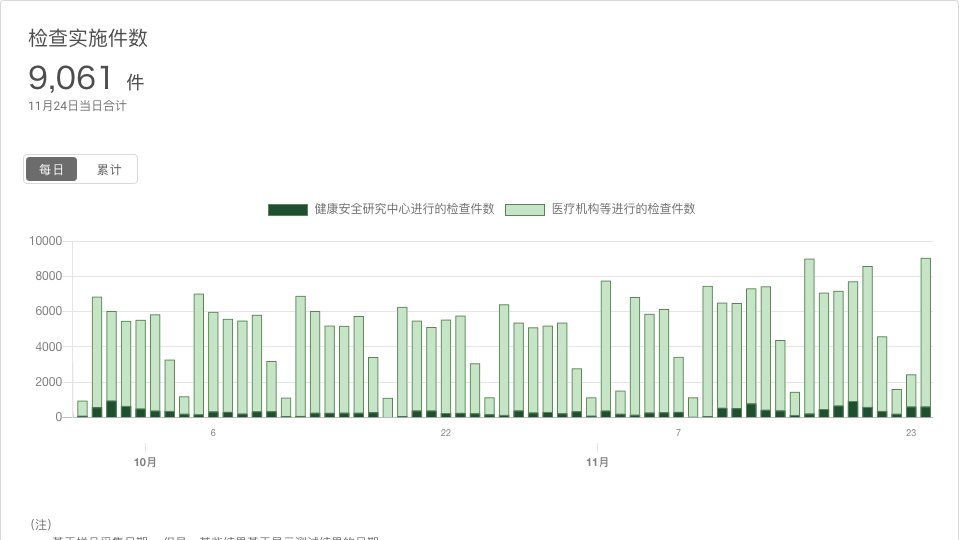 检查实施件数
9,061 件
11月24日当日合计
每日 累计
健康安全研究中心进行的检查件数 医疗机构等进行的检查件数
10000
8000
6000
4000
2000
0
6 22 7 23
10月 11月
（注）